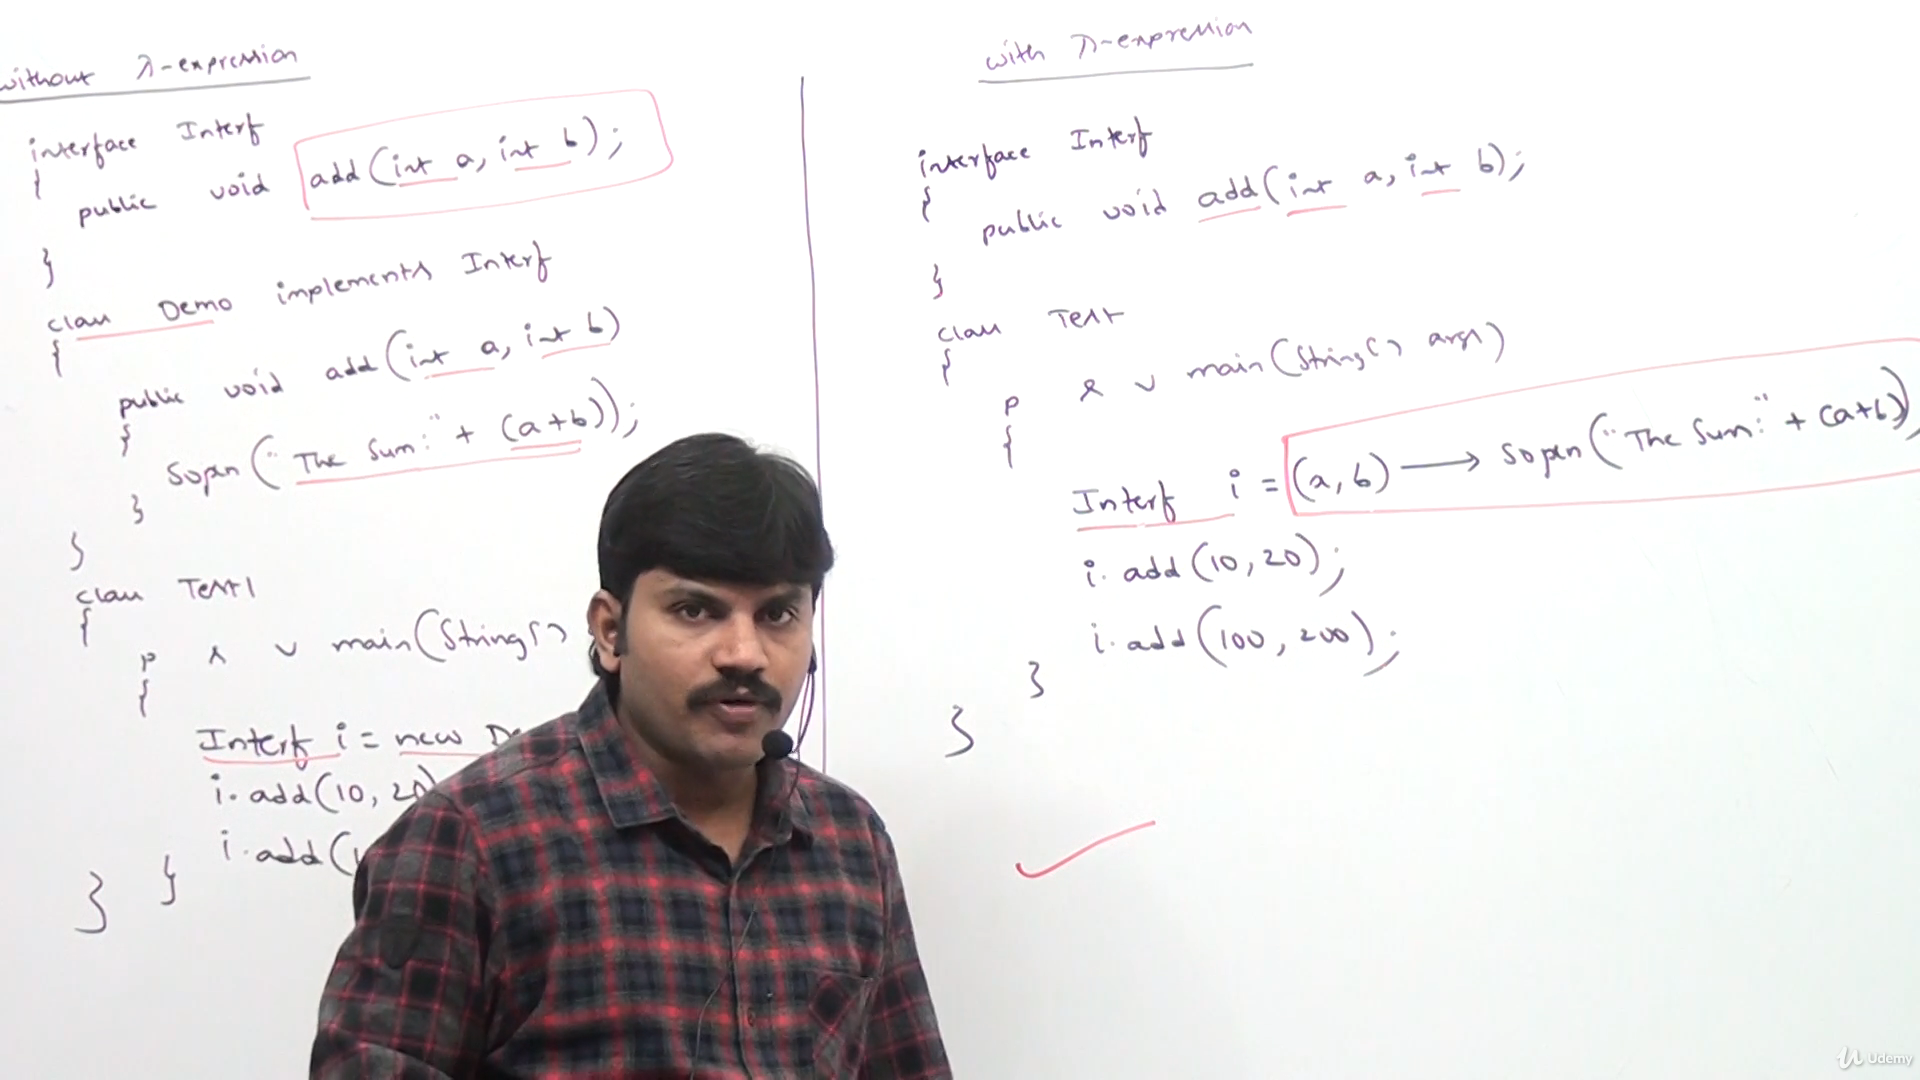 without λ-expression
interface Interf
{
public void add(int a, int b);
}
class Demo implements Interf
{
public void add(int a, int b)
{
Sopln("The Sum:" + (a+b));
}
}
class Test1
{
p s v main(String[]
{
Interf i = new
i.add(10, 20)
i.add(1
}
}
with λ-expression
interface Interf
{
public void add(int a, int b);
}
class Test
{
p s v main(String[] args)
{
Interf i = (a, b) → Sopln("The Sum:" + (a+b));
i.add(10, 20);
i.add(100, 200);
}
}
Udemy